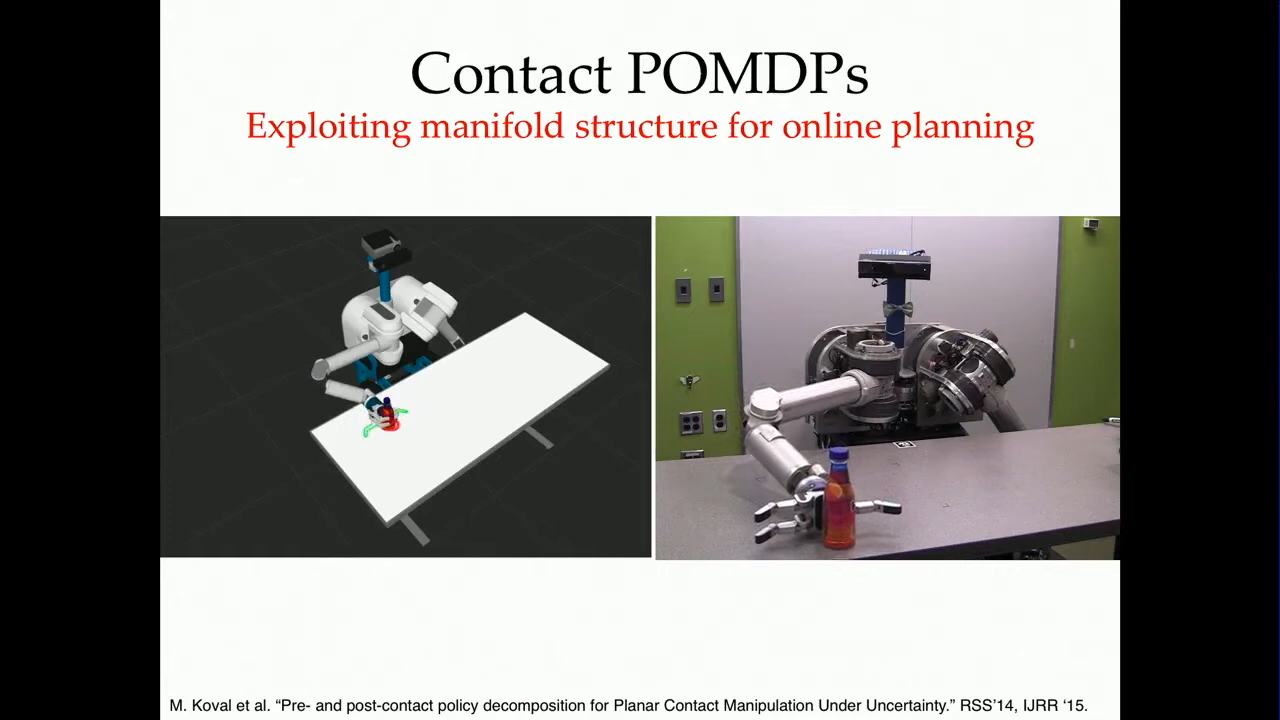 Contact POMDPs
Exploiting manifold structure for online planning
M. Koval et al. “Pre- and post-contact policy decomposition for Planar Contact Manipulation Under Uncertainty.” RSS’14, IJRR ‘15.